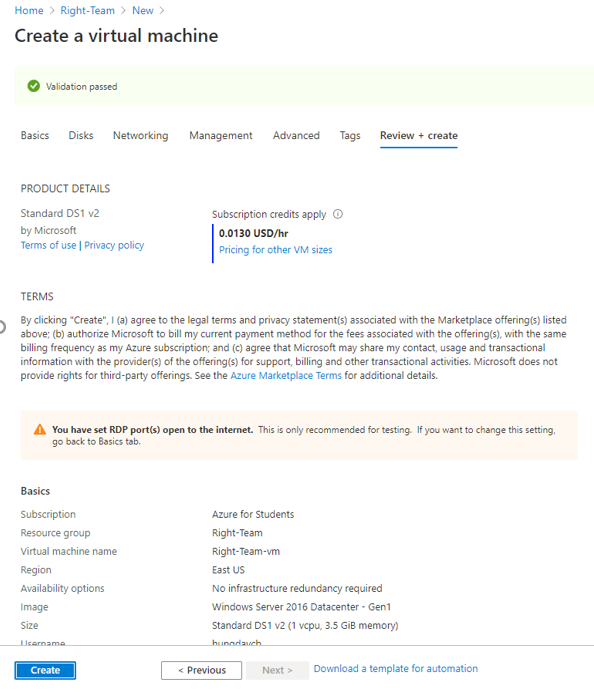 Home > Right-Team > New >
Create a virtual machine
Validation passed
Basics Disks Networking Management Advanced Tags Review + create
PRODUCT DETAILS
Standard DS1 v2
by Microsoft
Terms of use | Privacy policy
Subscription credits apply
0.0130 USD/hr
Pricing for other VM sizes
TERMS
By clicking "Create", I (a) agree to the legal terms and privacy statement(s) associated with the Marketplace offering(s) listed
above; (b) authorize Microsoft to bill my current payment method for the fees associated with the offering(s), with the same
billing frequency as my Azure subscription; and (c) agree that Microsoft may share my contact, usage and transactional
information with the provider(s) of the offering(s) for support, billing and other transactional activities. Microsoft does not
provide rights for third-party offerings. See the Azure Marketplace Terms for additional details.
You have set RDP port(s) open to the internet. This is only recommended for testing. If you want to change this setting,
go back to Basics tab.
Basics
Subscription Azure for Students
Resource group Right-Team
Virtual machine name Right-Team-vm
Region East US
Availability options No infrastructure redundancy required
Image Windows Server 2016 Datacenter - Gen1
Size Standard DS1 v2 (1 vcpu, 3.5 GiB memory)
Username
Create < Previous Next > Download a template for automation